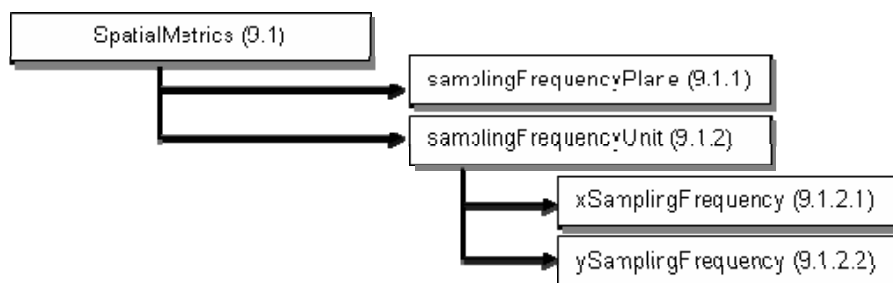 SpatialMetrics (9.1)
samplingFrequencyPlane (9.1.1)
samplingFrequencyUnit (9.1.2)
xSamplingFrequency (9.1.2.1)
ySamplingFrequency (9.1.2.2)